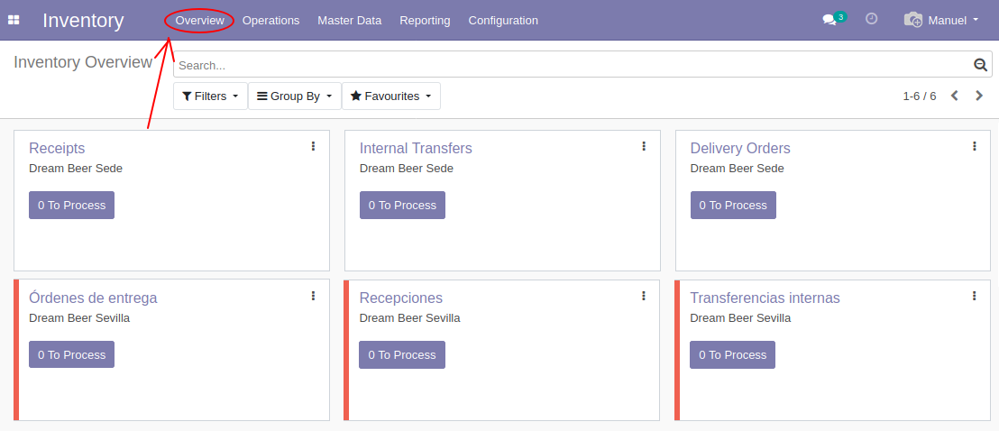 Inventory Overview Operations Master Data Reporting Configuration 3 Manuel
Inventory Overview Search...
Filters Group By Favourites 1-6 / 6
Receipts Internal Transfers Delivery Orders
Dream Beer Sede Dream Beer Sede Dream Beer Sede
0 To Process 0 To Process 0 To Process
Órdenes de entrega Recepciones Transferencias internas
Dream Beer Sevilla Dream Beer Sevilla Dream Beer Sevilla
0 To Process 0 To Process 0 To Process